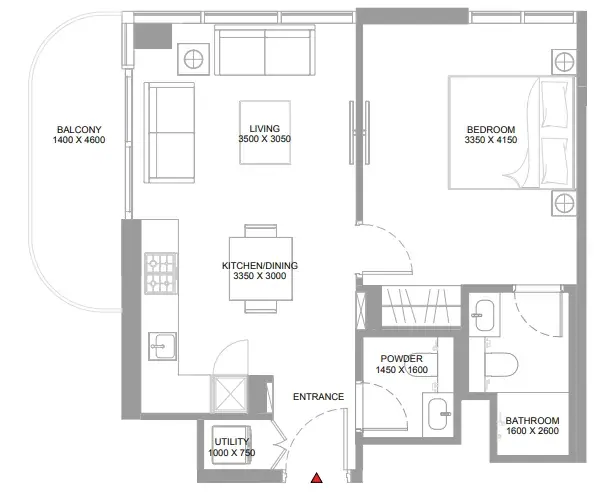 BALCONY
1400 X 4600
LIVING
3500 X 3050
BEDROOM
3350 X 4150
KITCHEN/DINING
3350 X 3000
POWDER
1450 X 1600
ENTRANCE
BATHROOM
1600 X 2600
UTILITY
1000 X 750